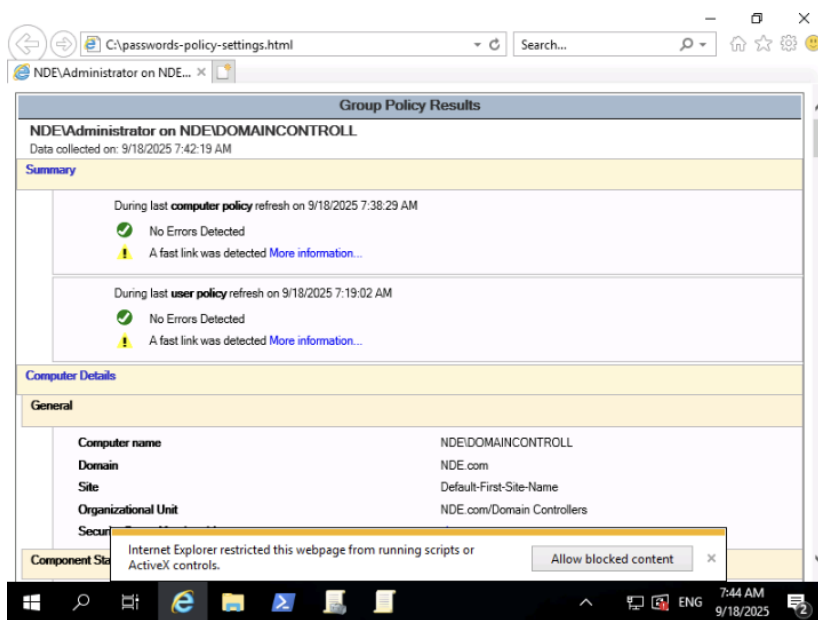 C:\passwords-policy-settings.html
Search...
NDE\Administrator on NDE...
Group Policy Results
NDE\Administrator on NDE\DOMAINCONTROLL
Data collected on: 9/18/2025 7:42:19 AM
Summary
During last computer policy refresh on 9/18/2025 7:38:29 AM
No Errors Detected
A fast link was detected More information...
During last user policy refresh on 9/18/2025 7:19:02 AM
No Errors Detected
A fast link was detected More information...
Computer Details
General
Computer name NDE\DOMAINCONTROLL
Domain NDE.com
Site Default-First-Site-Name
Organizational Unit NDE.com/Domain Controllers
Internet Explorer restricted this webpage from running scripts or
ActiveX controls.
Allow blocked content
Component Sta
ENG
7:44 AM
9/18/2025
2